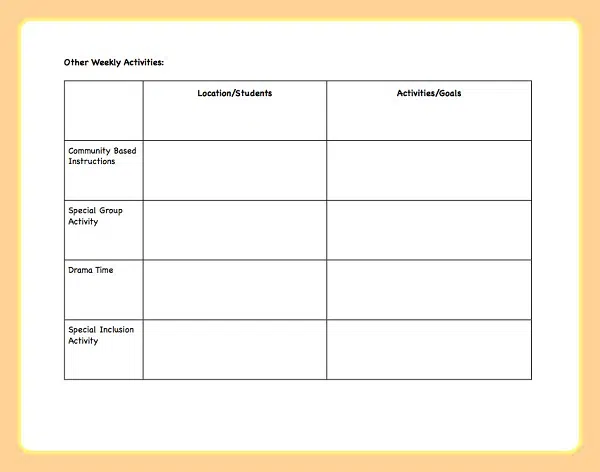 Other Weekly Activities:
Location/Students
Activities/Goals
Community Based
Instructions
Special Group
Activity
Drama Time
Special Inclusion
Activity